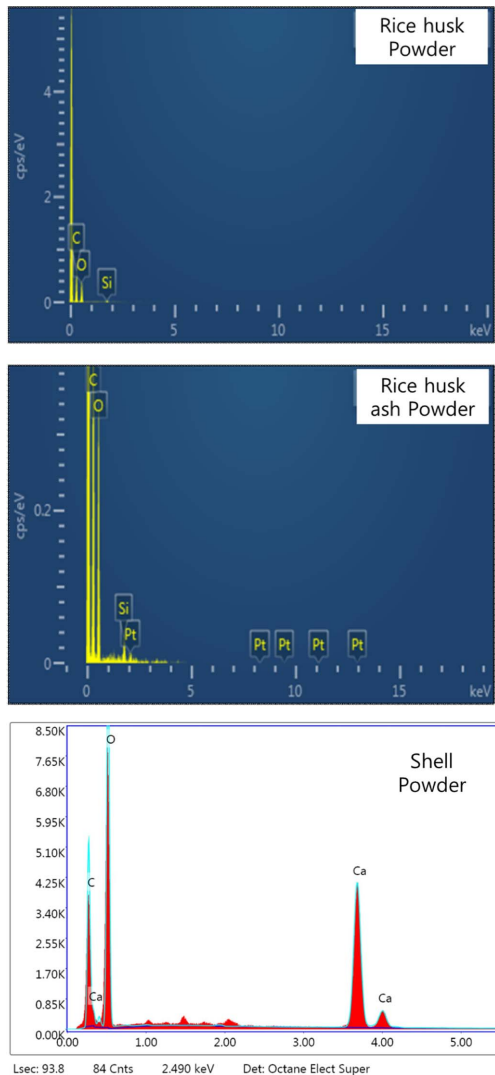 Rice husk
Powder
4
cps/eV
2
C
O
Si
0
0
5
10
15
keV
Rice husk
ash Powder
C
O
0.2
cps/eV
Si
Pt
Pt
Pt
Pt
Pt
0
0
5
10
15
keV
8.50K
O
Shell
Powder
7.65K
6.80K
5.95K
5.10K
Ca
4.25K
C
3.40K
2.55K
1.70K
Ca
Ca
0.85K
0.00K
0.00
1.00
2.00
3.00
4.00
5.0
Lsec: 93.8 84 Cnts 2.490 keV Det: Octane Elect Super